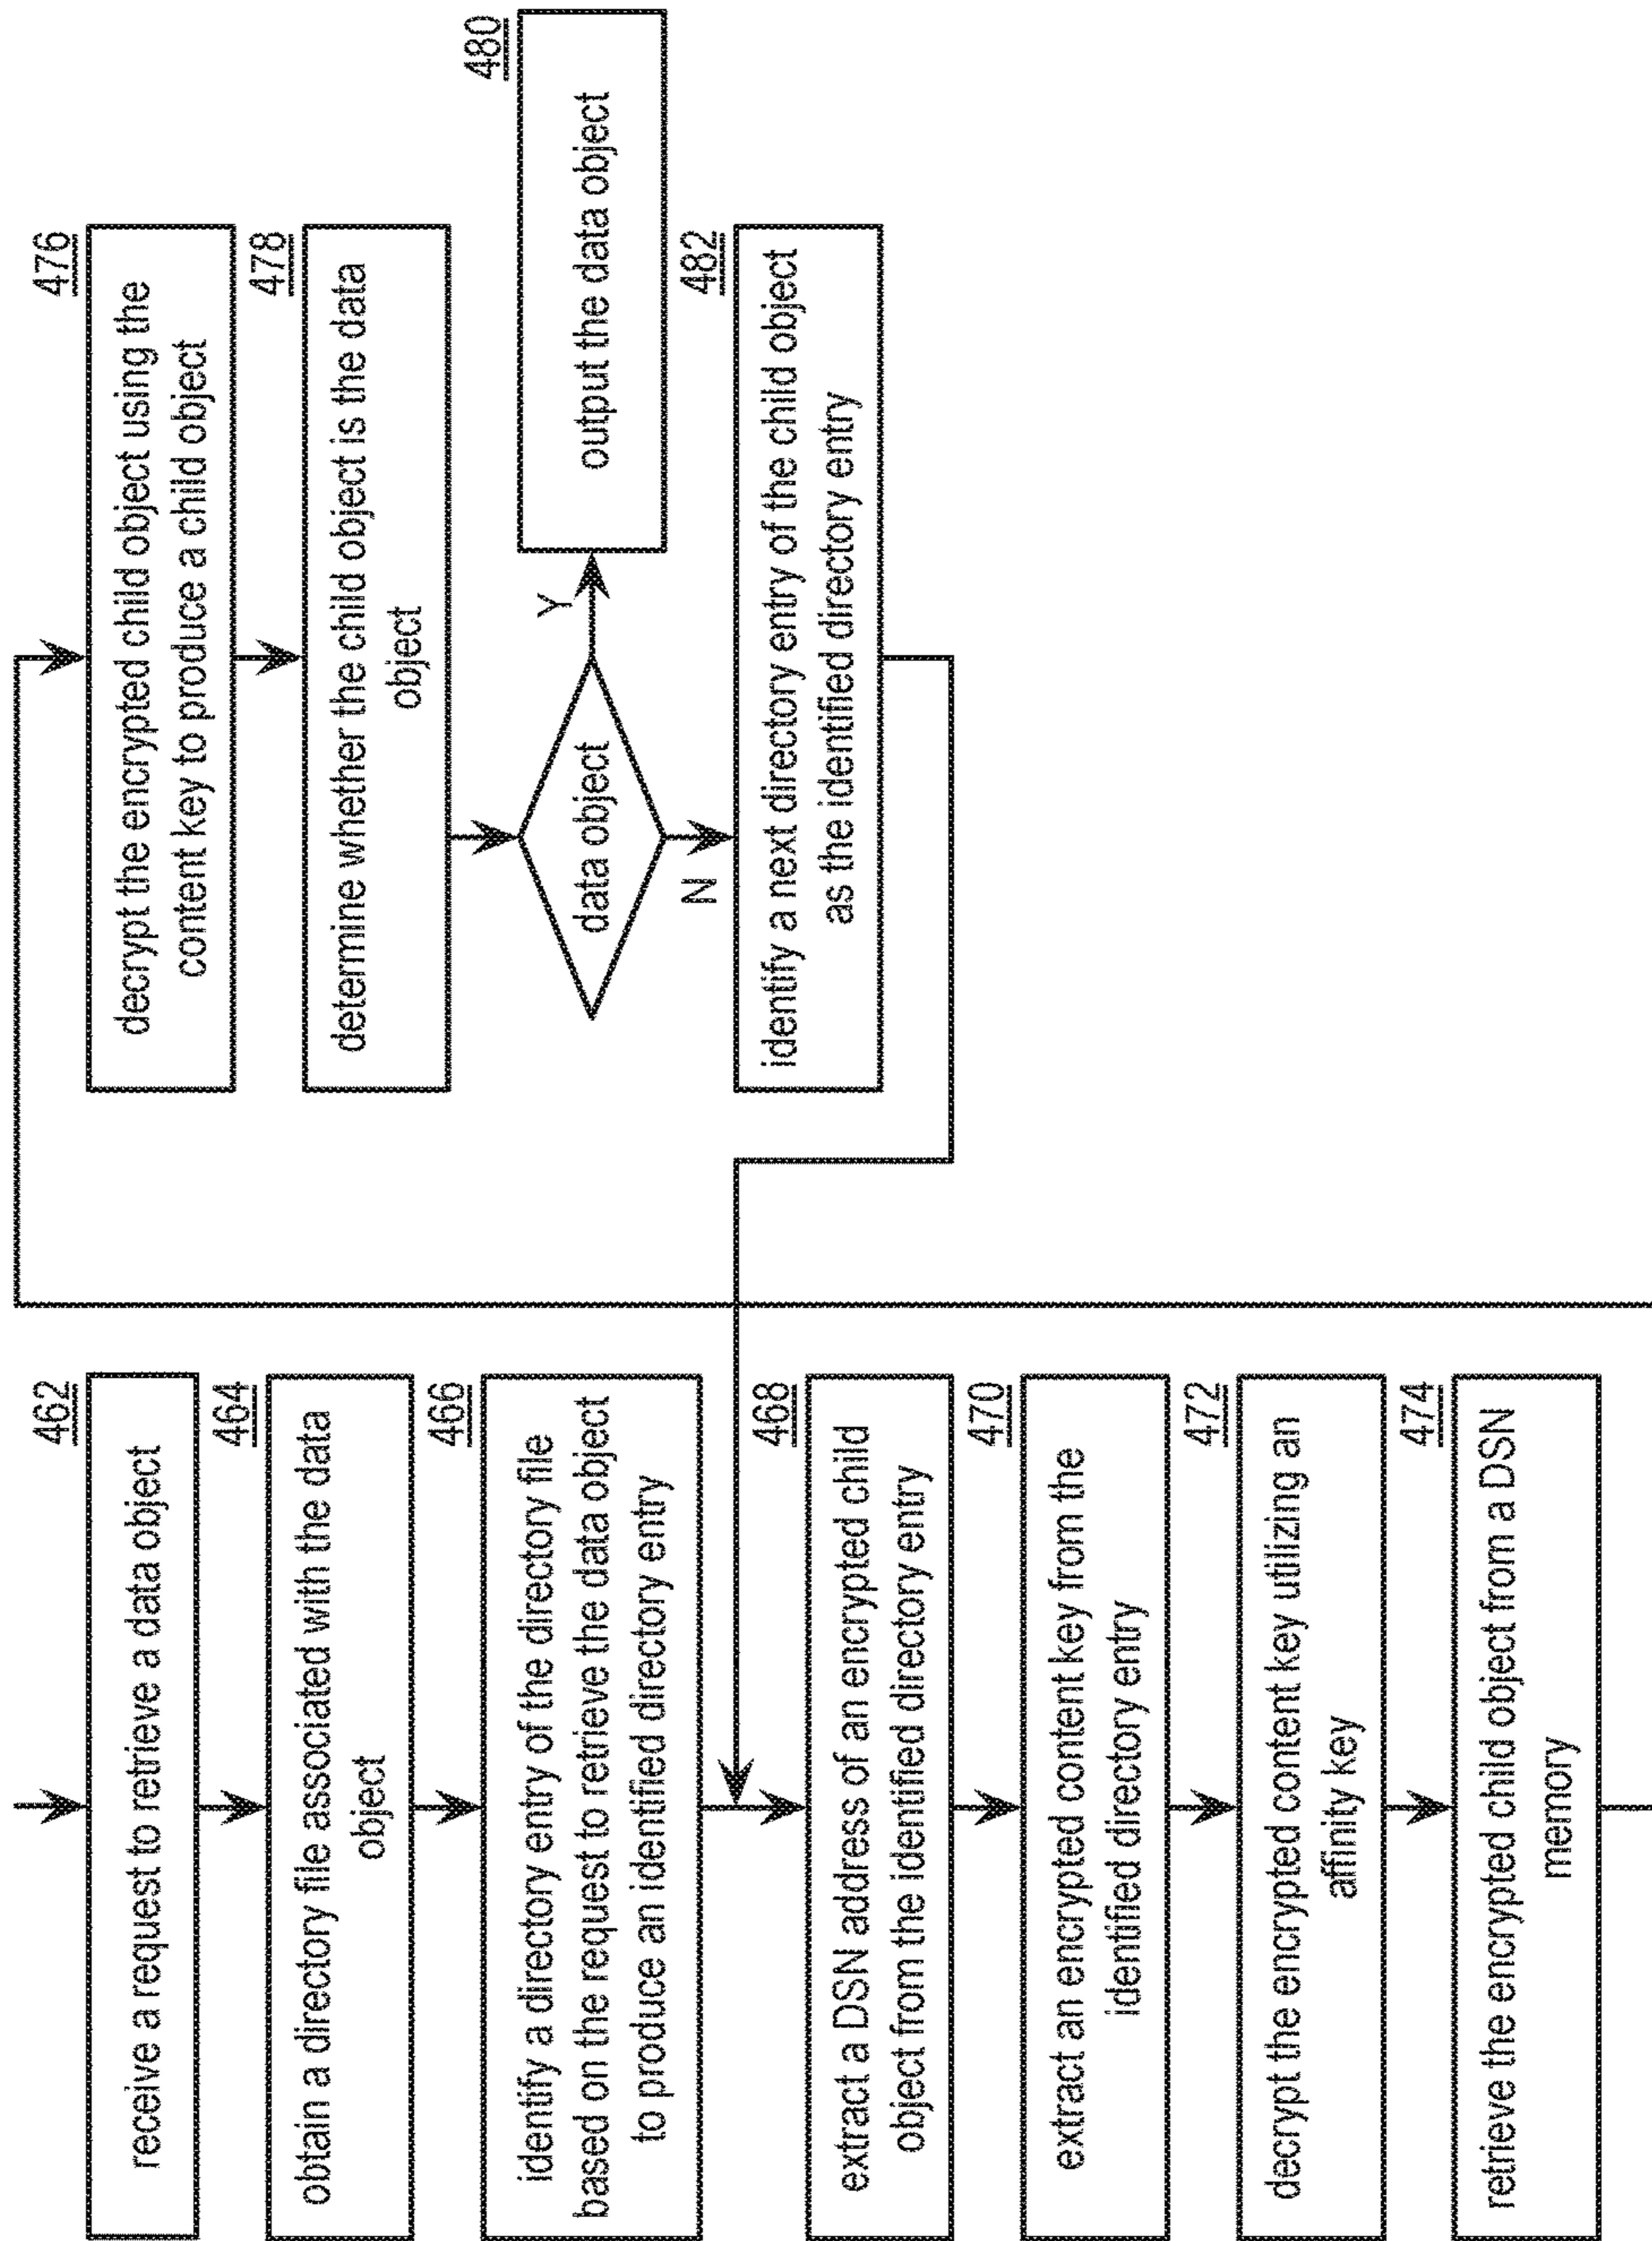 462
receive a request to retrieve a data object
464
obtain a directory file associated with the data
object
466
identify a directory entry of the directory file
based on the request to retrieve the data object
to produce an identified directory entry
468
extract a DSN address of an encrypted child
object from the identified directory entry
470
extract an encrypted content key from the
identified directory entry
472
decrypt the encrypted content key utilizing an
affinity key
474
retrieve the encrypted child object from a DSN
memory
476
decrypt the encrypted child object using the
content key to produce a child object
478
determine whether the child object is the data
object
data object
Y
480
output the data object
N
482
identify a next directory entry of the child object
as the identified directory entry